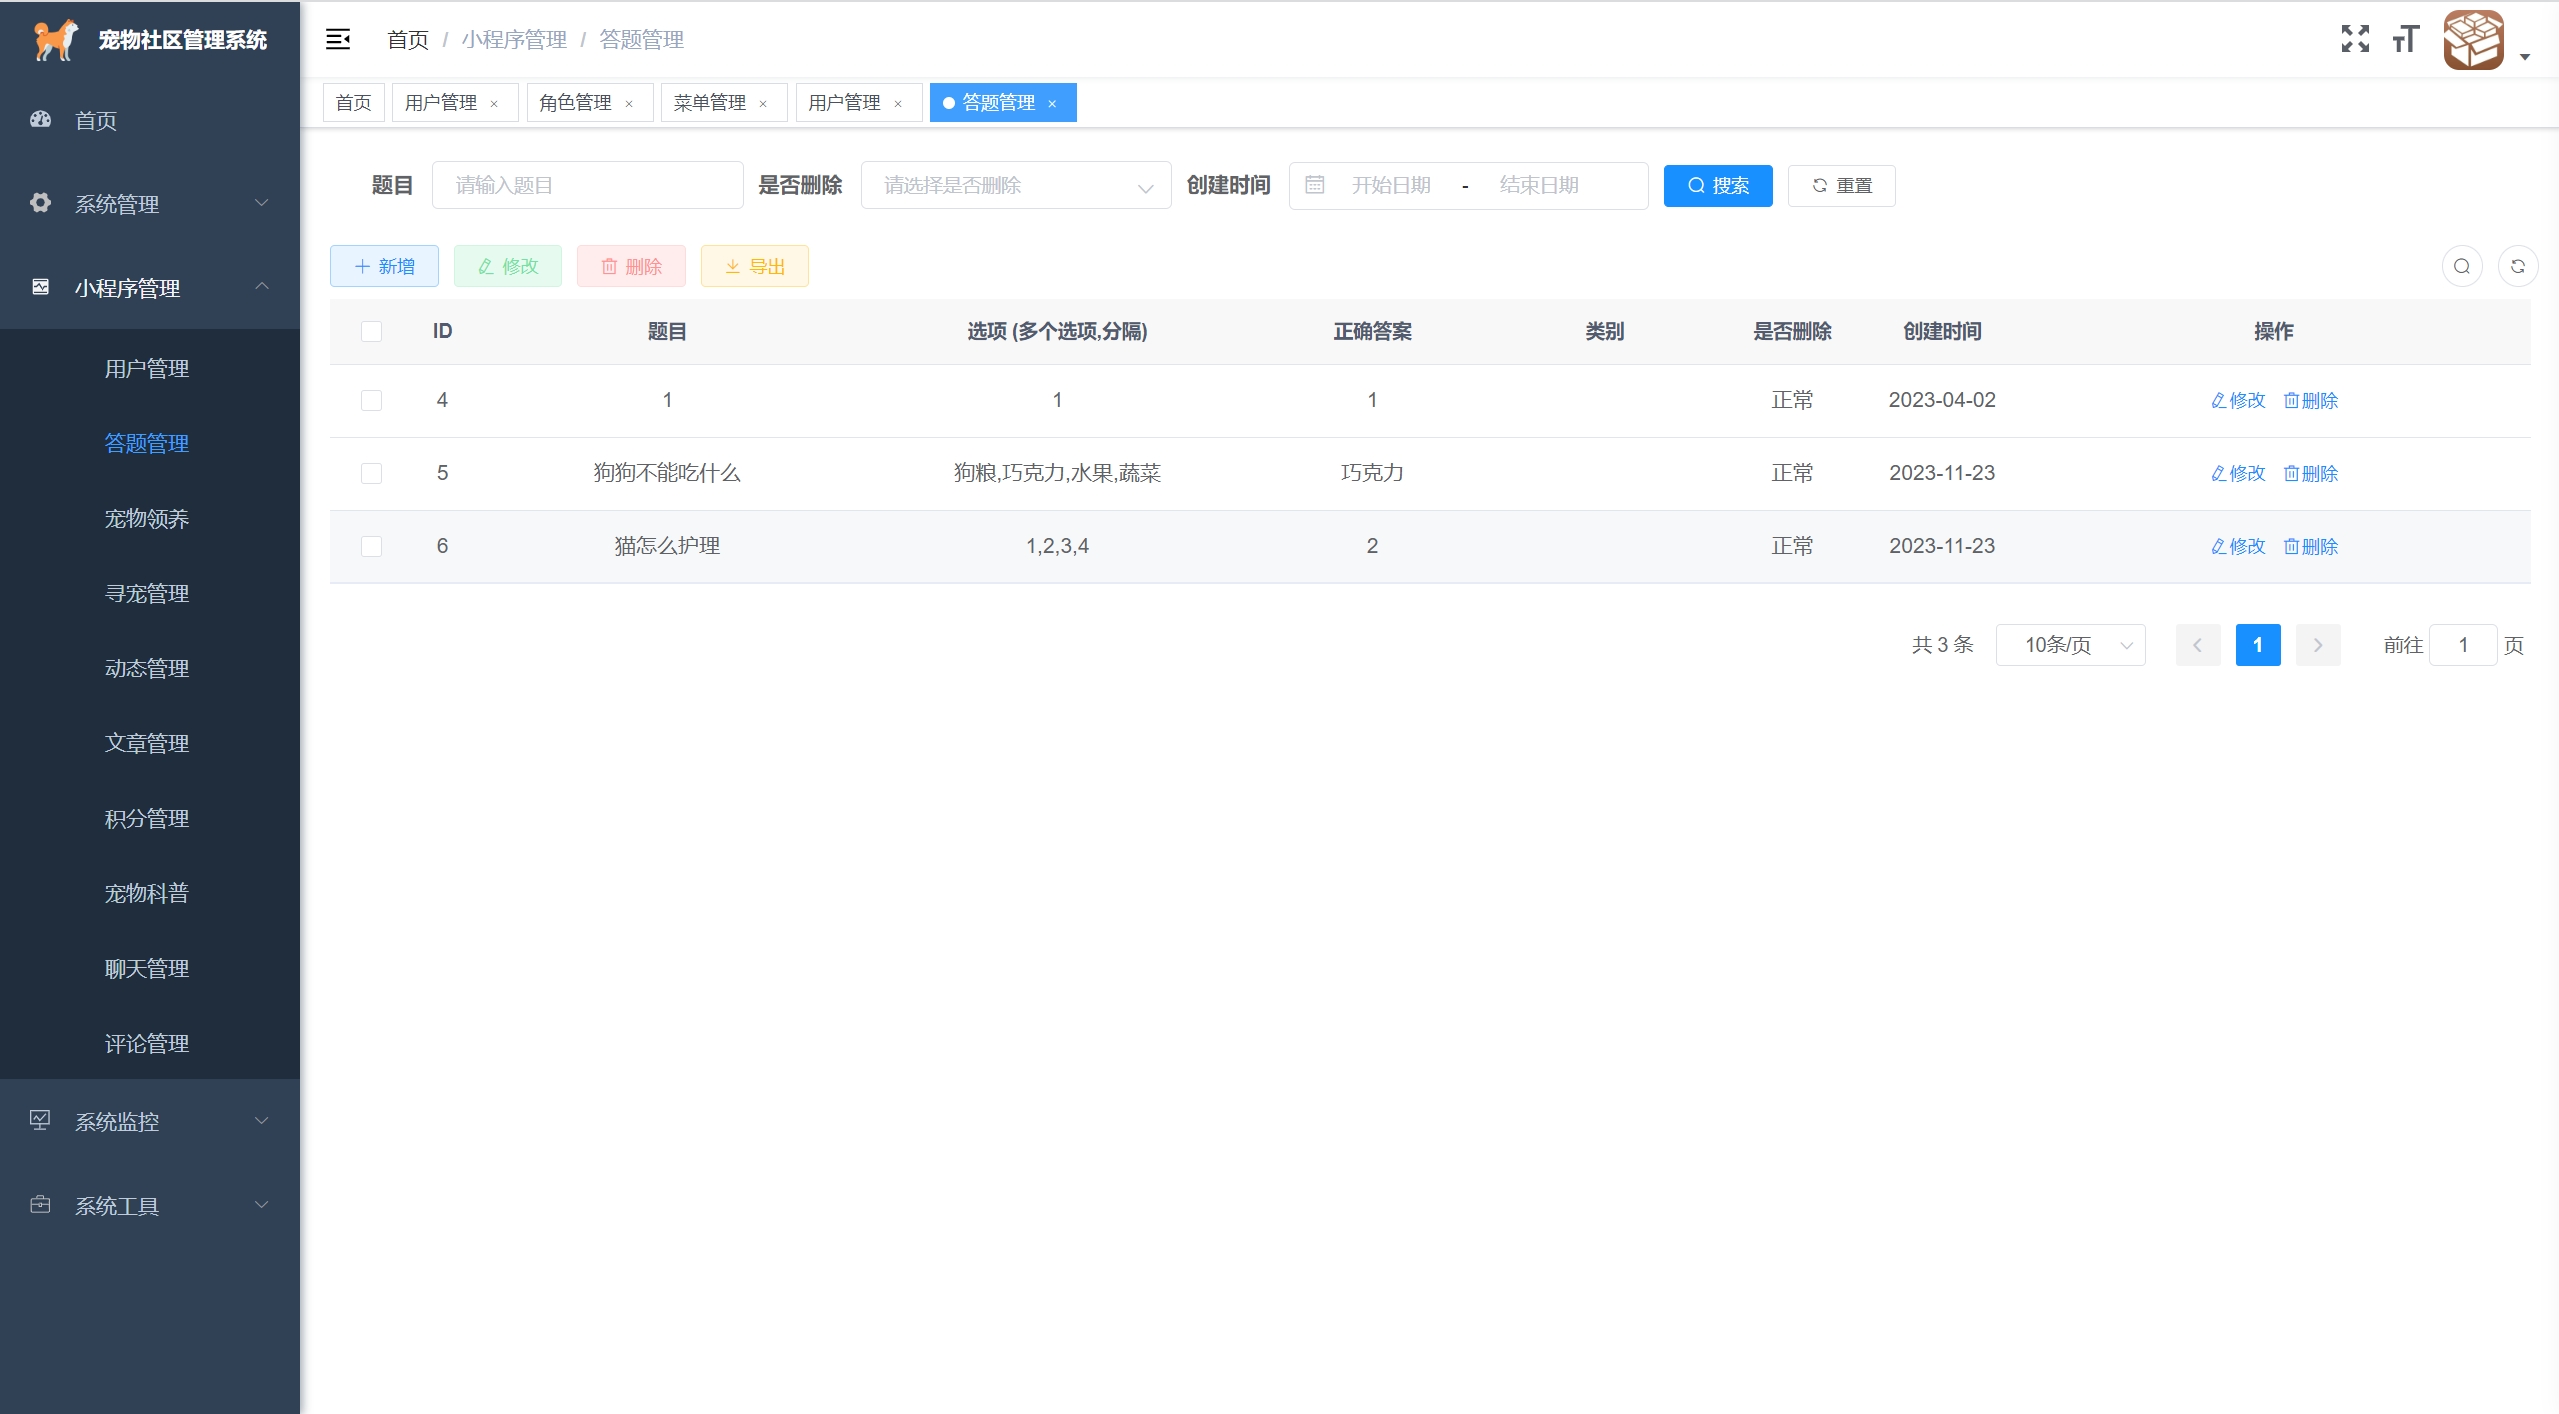 宠物社区管理系统
首页
系统管理
小程序管理
用户管理
答题管理
宠物领养
寻宠管理
动态管理
文章管理
积分管理
宠物科普
聊天管理
评论管理
系统监控
系统工具
首页 / 小程序管理 / 答题管理
首页 用户管理 × 角色管理 × 菜单管理 × 用户管理 × 答题管理 ×
题目 请输入题目 是否删除 请选择是否删除 创建时间 开始日期 - 结束日期 搜索 重置
新增 修改 删除 导出
ID 题目 选项 (多个选项,分隔) 正确答案 类别 是否删除 创建时间 操作
4 1 1 1 正常 2023-04-02 修改 删除
5 狗狗不能吃什么 狗粮,巧克力,水果,蔬菜 巧克力 正常 2023-11-23 修改 删除
6 猫怎么护理 1,2,3,4 2 正常 2023-11-23 修改 删除
共 3 条 10条/页 1 前往 1 页